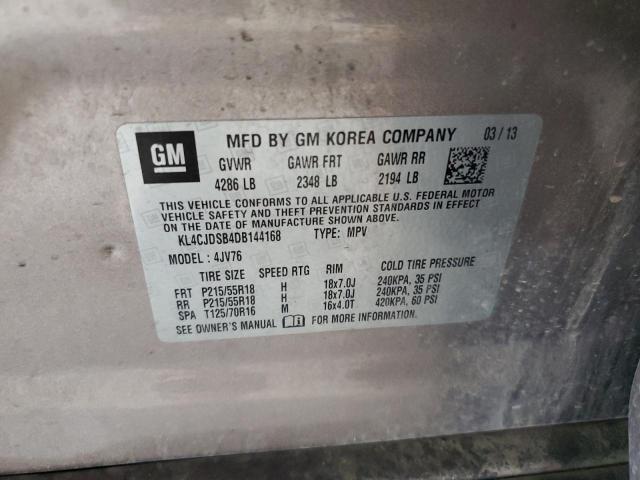 GM
MFD BY GM KOREA COMPANY 03/13
GVWR GAWR FRT GAWR RR
4286 LB 2348 LB 2194 LB
THIS VEHICLE CONFORMS TO ALL APPLICABLE U.S. FEDERAL MOTOR
VEHICLE SAFETY AND THEFT PREVENTION STANDARDS IN EFFECT
ON THE DATE OF MANUFACTURE SHOWN ABOVE.
KL4CJDSB4DB144168 TYPE: MPV
MODEL : 4JV76
TIRE SIZE SPEED RTG RIM COLD TIRE PRESSURE
FRT P215/55R18 H 18x7.0J 240KPA, 35 PSI
RR P215/55R18 H 18x7.0J 240KPA, 35 PSI
SPA T125/70R16 M 16x4.0T 420KPA, 60 PSI
SEE OWNER'S MANUAL FOR MORE INFORMATION.